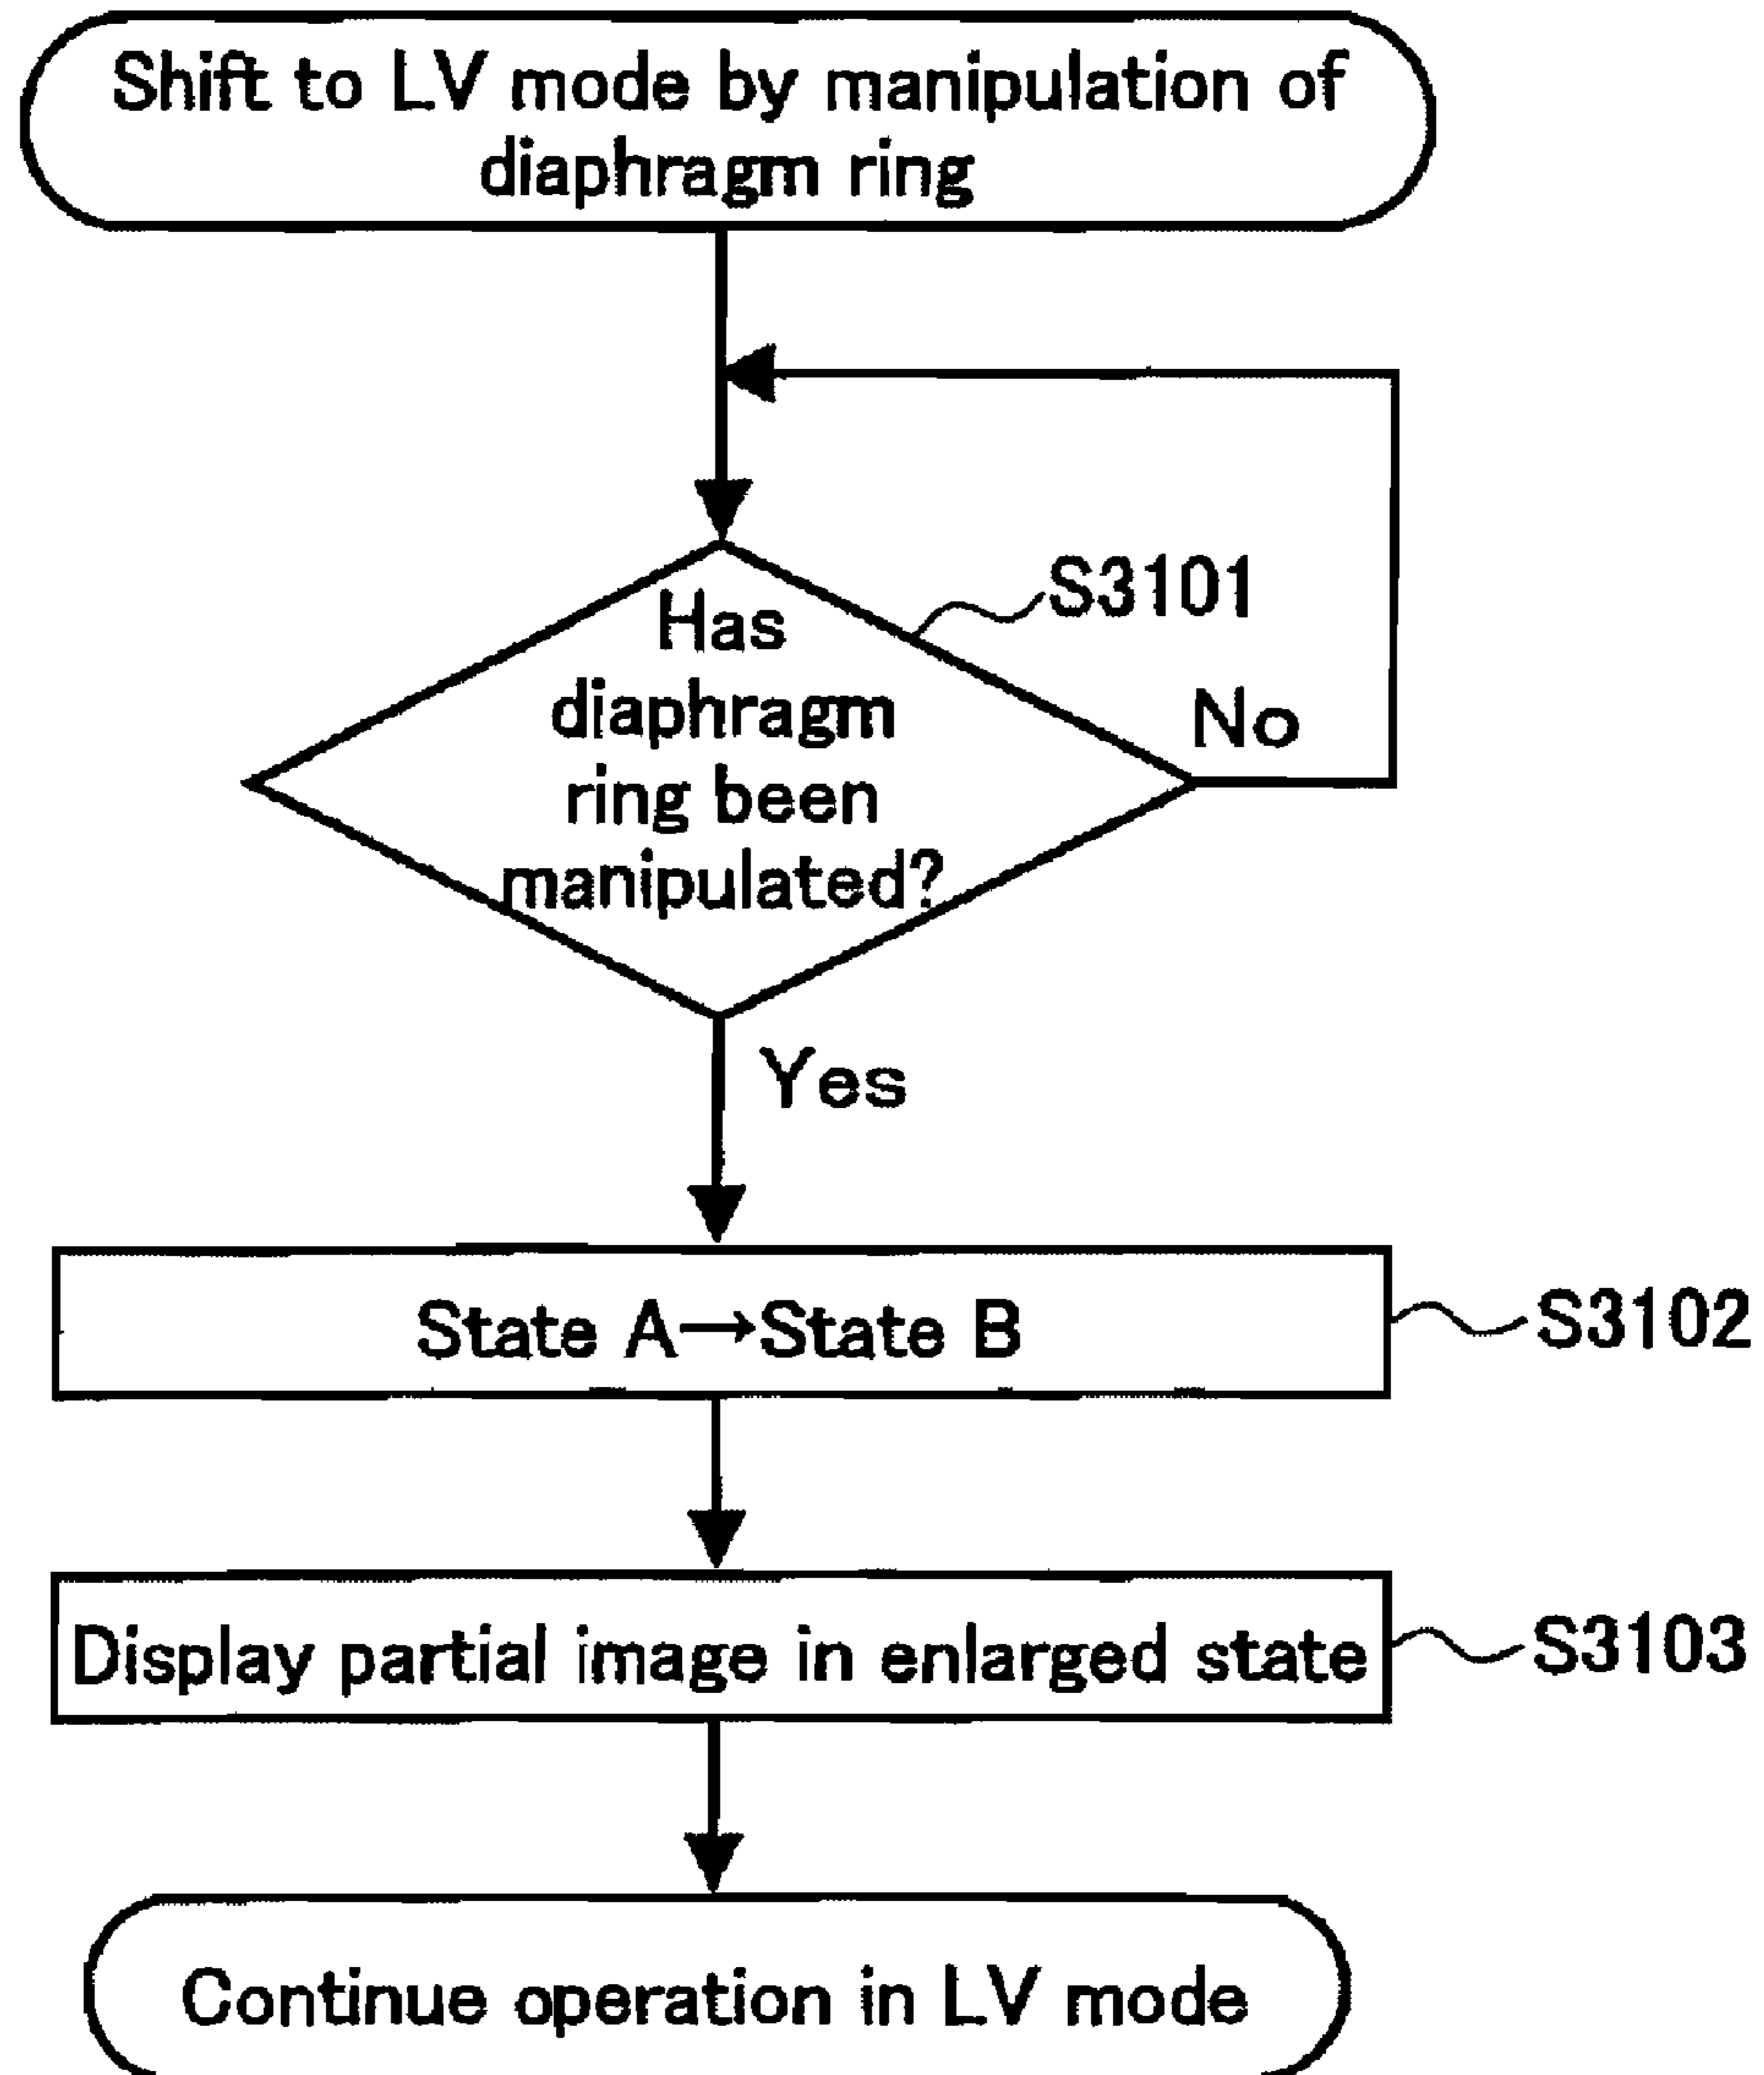 Shift to LV mode by manipulation of
diaphragm ring
S3101
Has
diaphragm
ring been
manipulated?
No
Yes
State A→State B
S3102
Display partial image in enlarged state
S3103
Continue operation in LV mode